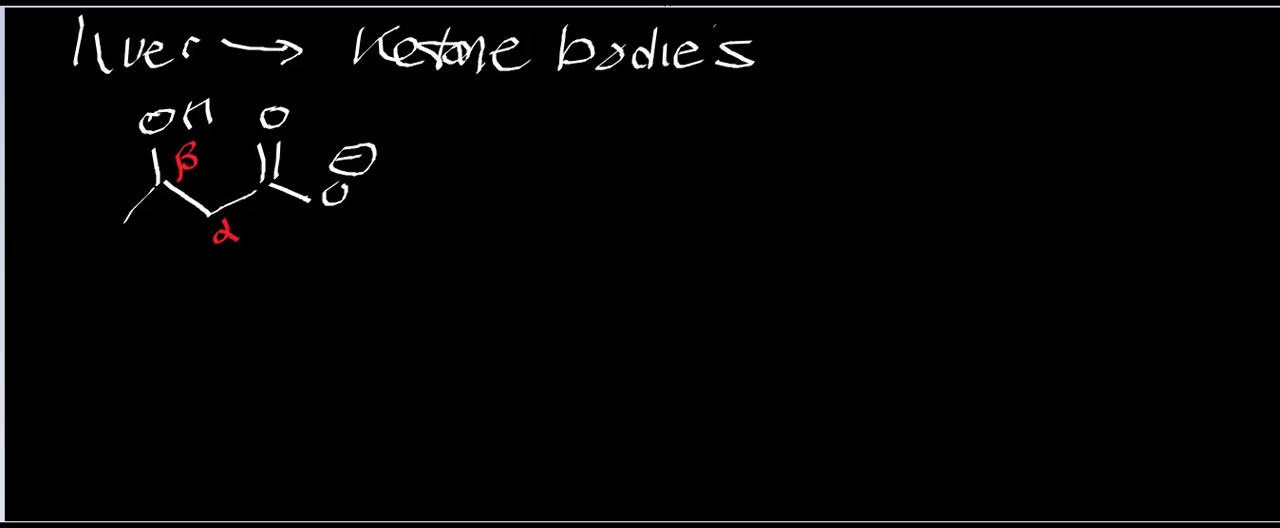 liver → Ketone bodies
OH O
β ⊖
O
α